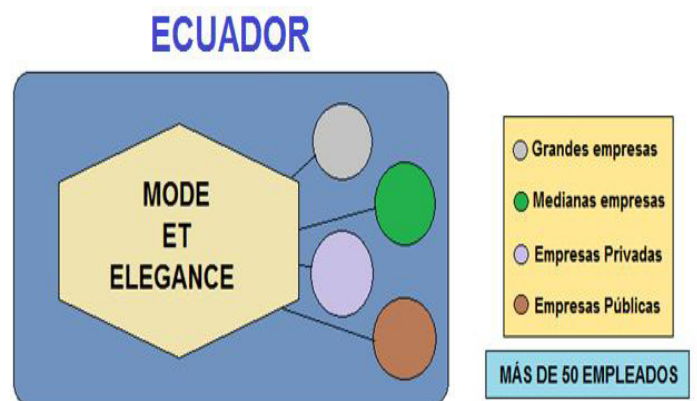 ECUADOR
MODE
ET
ELEGANCE
Grandes empresas
Medianas empresas
Empresas Privadas
Empresas Públicas
MÁS DE 50 EMPLEADOS